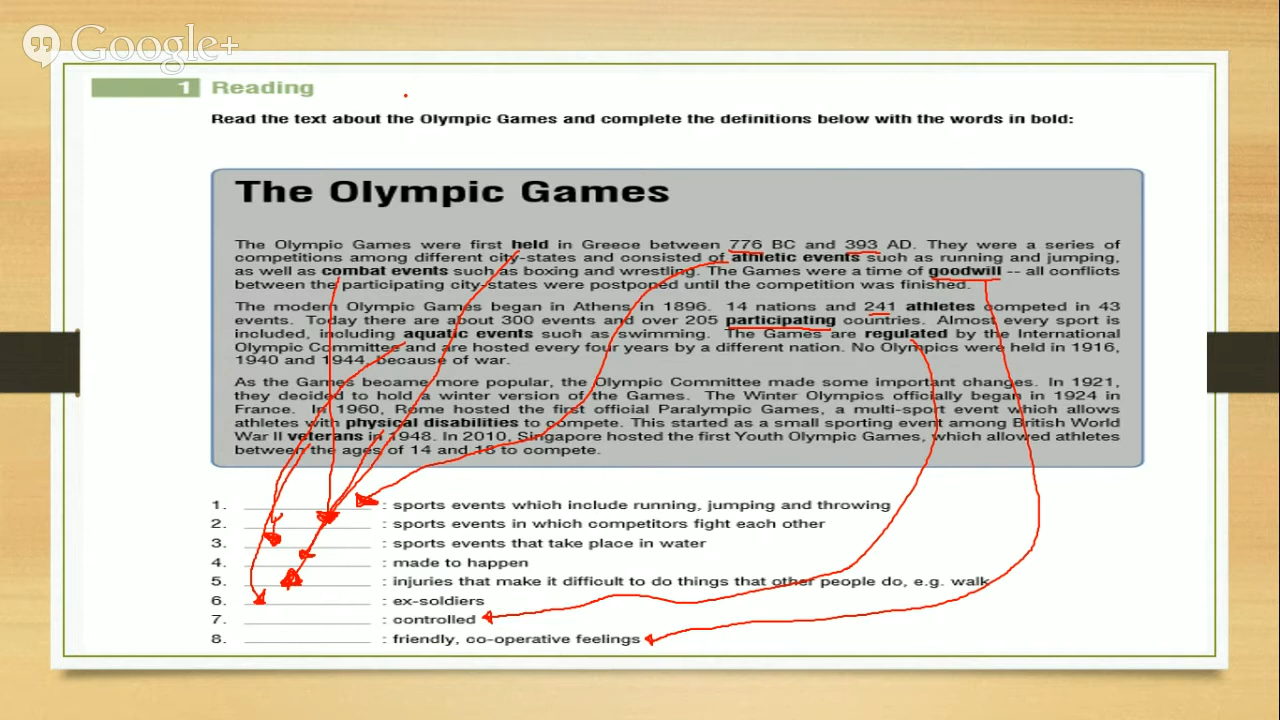 Google+
1 Reading
Read the text about the Olympic Games and complete the definitions below with the words in bold:
The Olympic Games
The Olympic Games were first held in Greece between 776 BC and 393 AD. They were a series of
competitions among different city-states and consisted of athletic events such as running and jumping,
as well as combat events such as boxing and wrestling. The Games were a time of goodwill -- all conflicts
between the participating city-states were postponed until the competition was finished.
The modern Olympic Games began in Athens in 1896. 14 nations and 241 athletes competed in 43
events. Today there are about 300 events and over 205 participating countries. Almost every sport is
included, including aquatic events such as swimming. The Games are regulated by the International
Olympic Committee and are hosted every four years by a different nation. No Olympics were held in 1916,
1940 and 1944, because of war.
As the Games became more popular, the Olympic Committee made some important changes. In 1921,
they decided to hold a winter version of the Games. The Winter Olympics officially began in 1924 in
France. In 1960, Rome hosted the first official Paralympic Games, a multi-sport event which allows
athletes with physical disabilities to compete. This started as a small sporting event among British World
War II veterans in 1948. In 2010, Singapore hosted the first Youth Olympic Games, which allowed athletes
between the ages of 14 and 18 to compete.
1. ____________ : sports events which include running, jumping and throwing
2. ____________ : sports events in which competitors fight each other
3. ____________ : sports events that take place in water
4. ____________ : made to happen
5. ____________ : injuries that make it difficult to do things that other people do, e.g. walk
6. ____________ : ex-soldiers
7. ____________ : controlled
8. ____________ : friendly, co-operative feelings